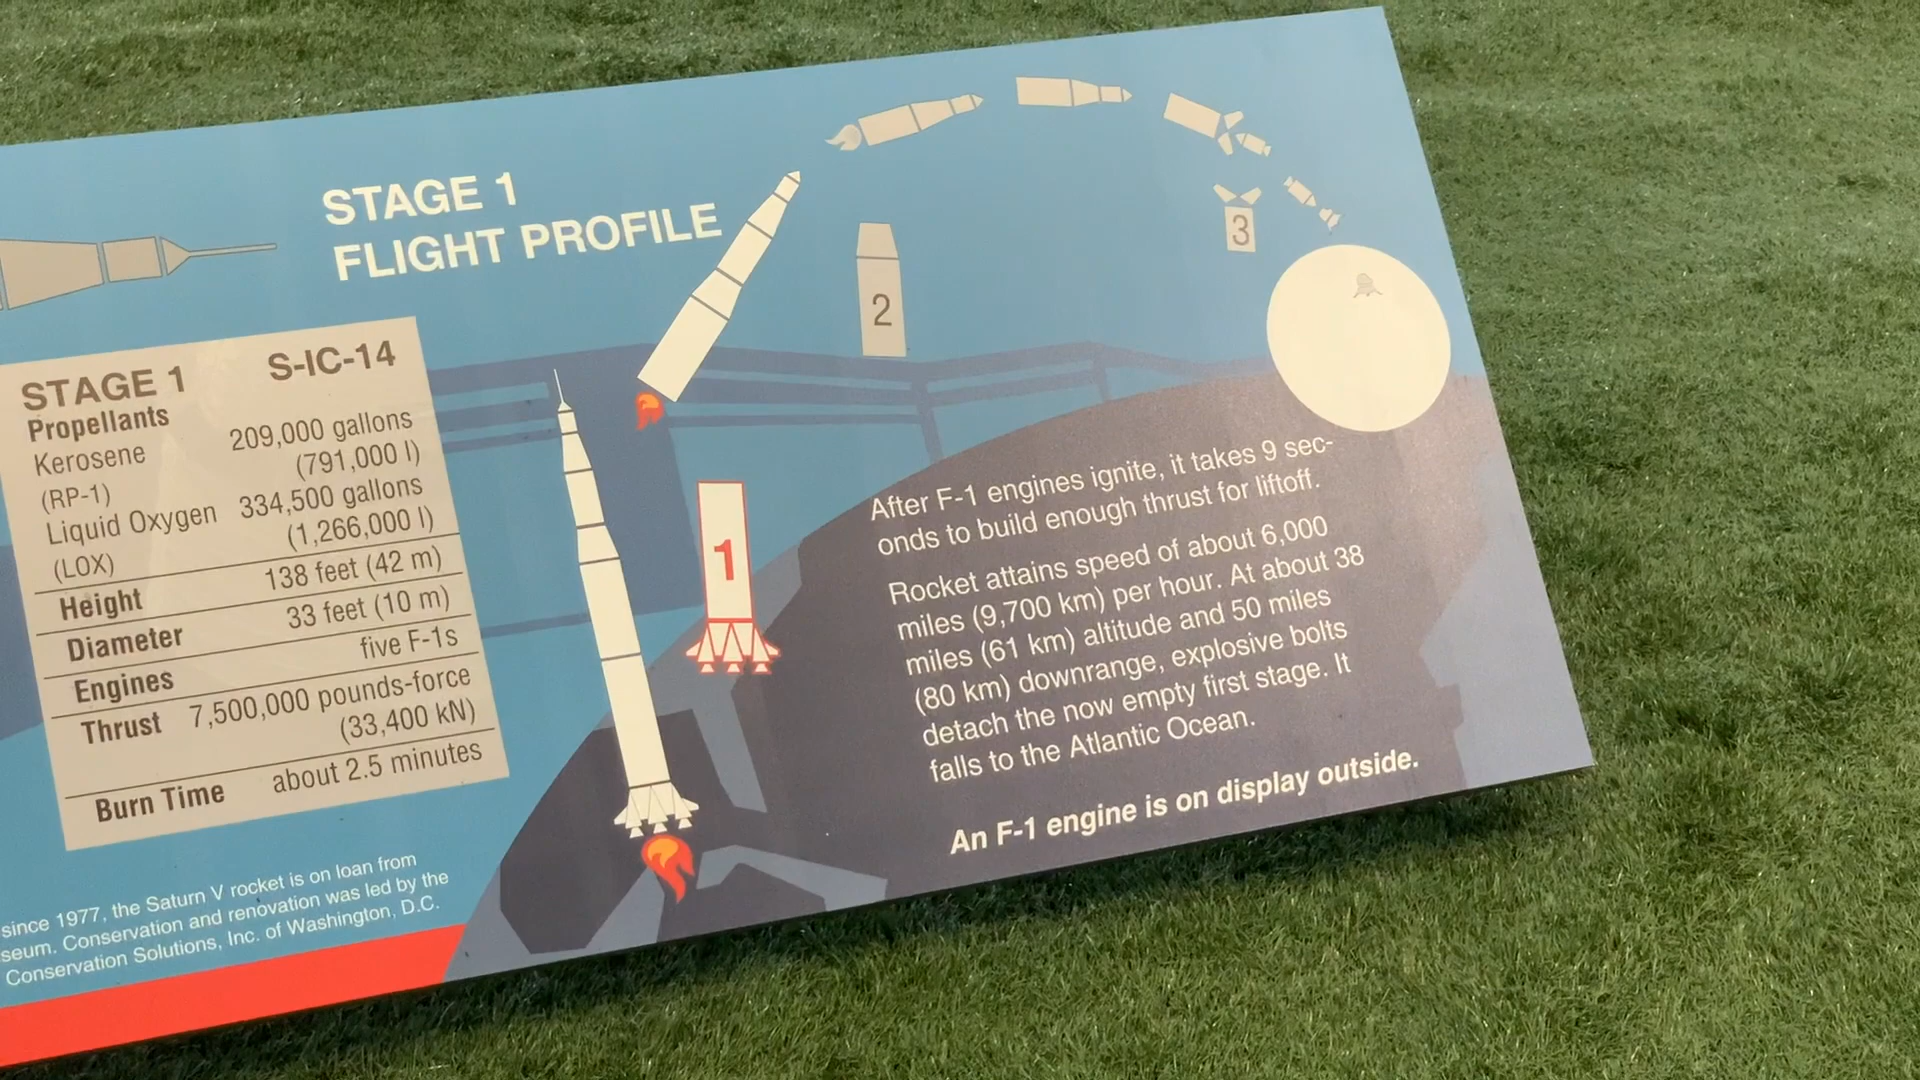 STAGE 1
FLIGHT PROFILE
2
3
1
STAGE 1 S-IC-14
Propellants
Kerosene 209,000 gallons
(RP-1) (791,000 l)
Liquid Oxygen 334,500 gallons
(LOX) (1,266,000 l)
Height 138 feet (42 m)
Diameter 33 feet (10 m)
Engines five F-1s
Thrust 7,500,000 pounds-force
(33,400 kN)
Burn Time about 2.5 minutes
After F-1 engines ignite, it takes 9 sec-
onds to build enough thrust for liftoff.
Rocket attains speed of about 6,000
miles (9,700 km) per hour. At about 38
miles (61 km) altitude and 50 miles
(80 km) downrange, explosive bolts
detach the now empty first stage. It
falls to the Atlantic Ocean.
An F-1 engine is on display outside.
since 1977, the Saturn V rocket is on loan from
seum. Conservation and renovation was led by the
Conservation Solutions, Inc. of Washington, D.C.